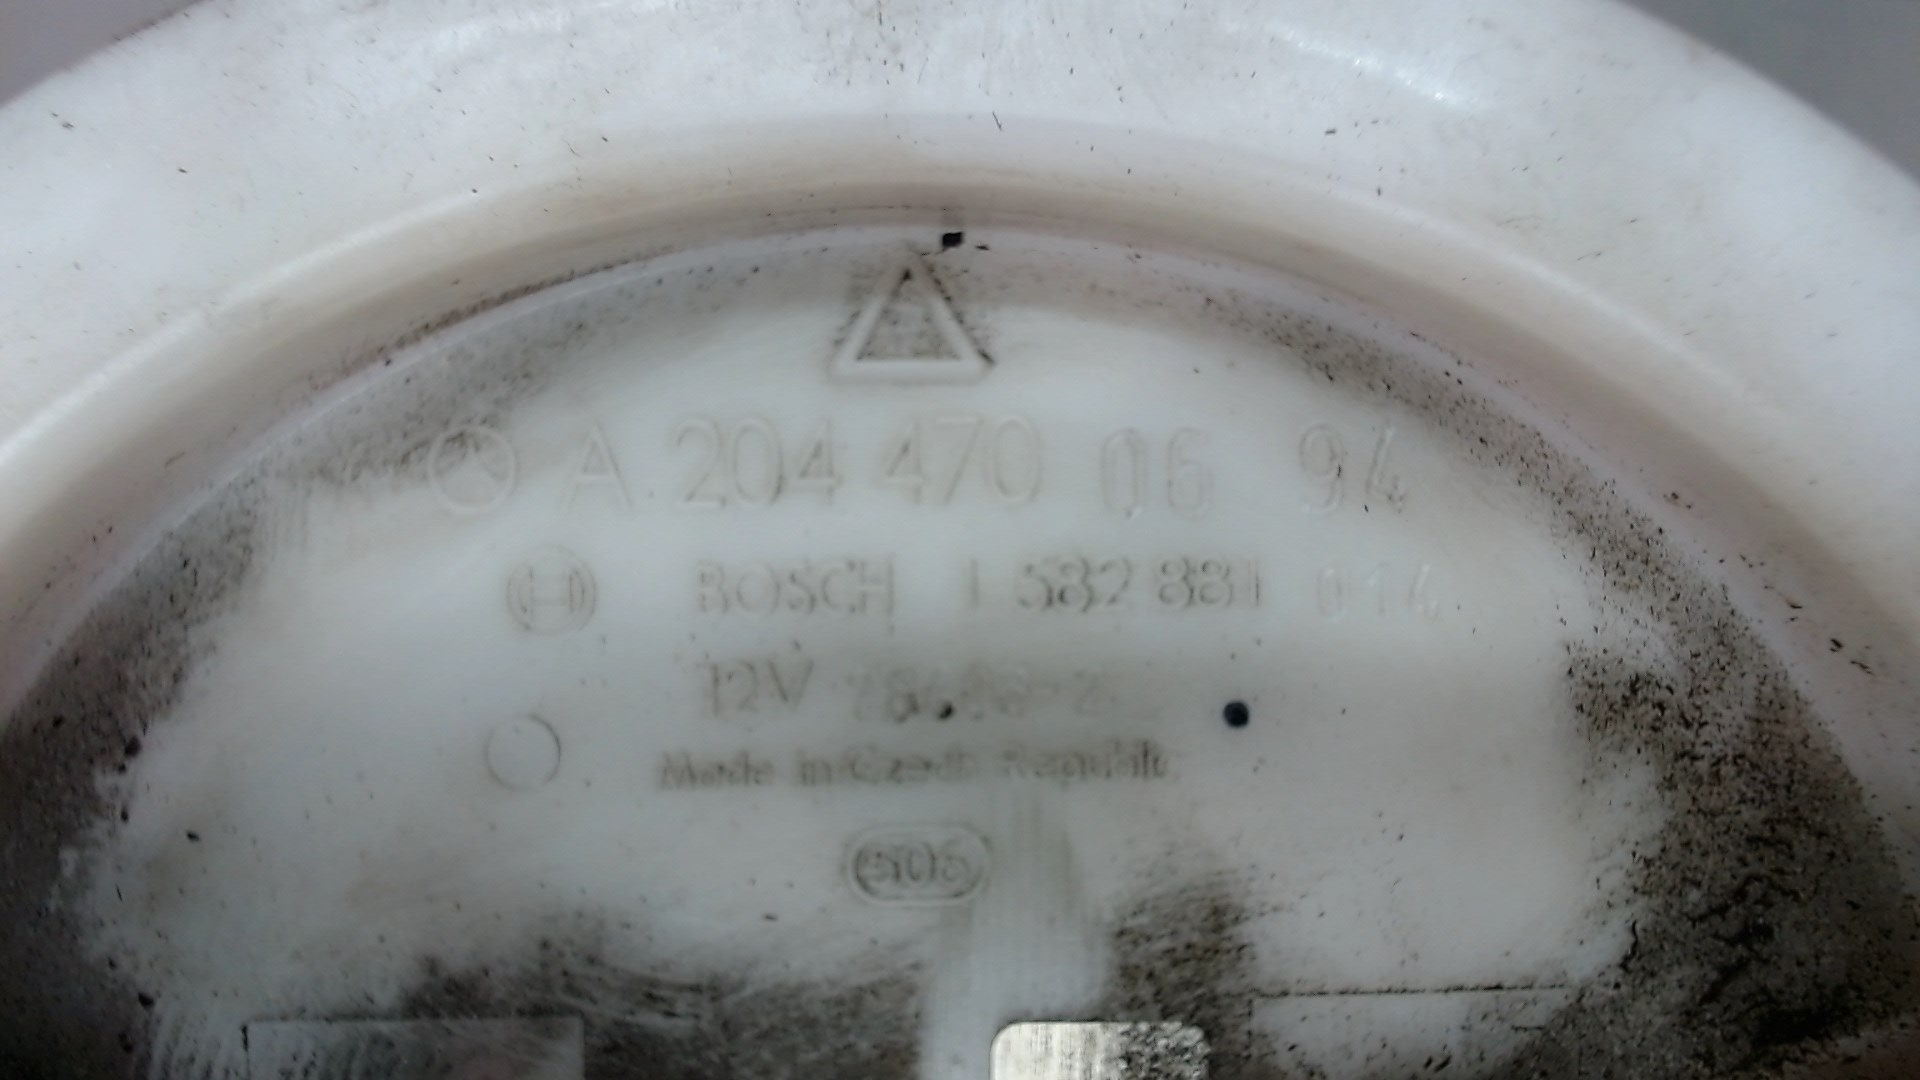 A 204 470 06 94
BOSCH 1 582 881 014
12V
Made in Czech Republic